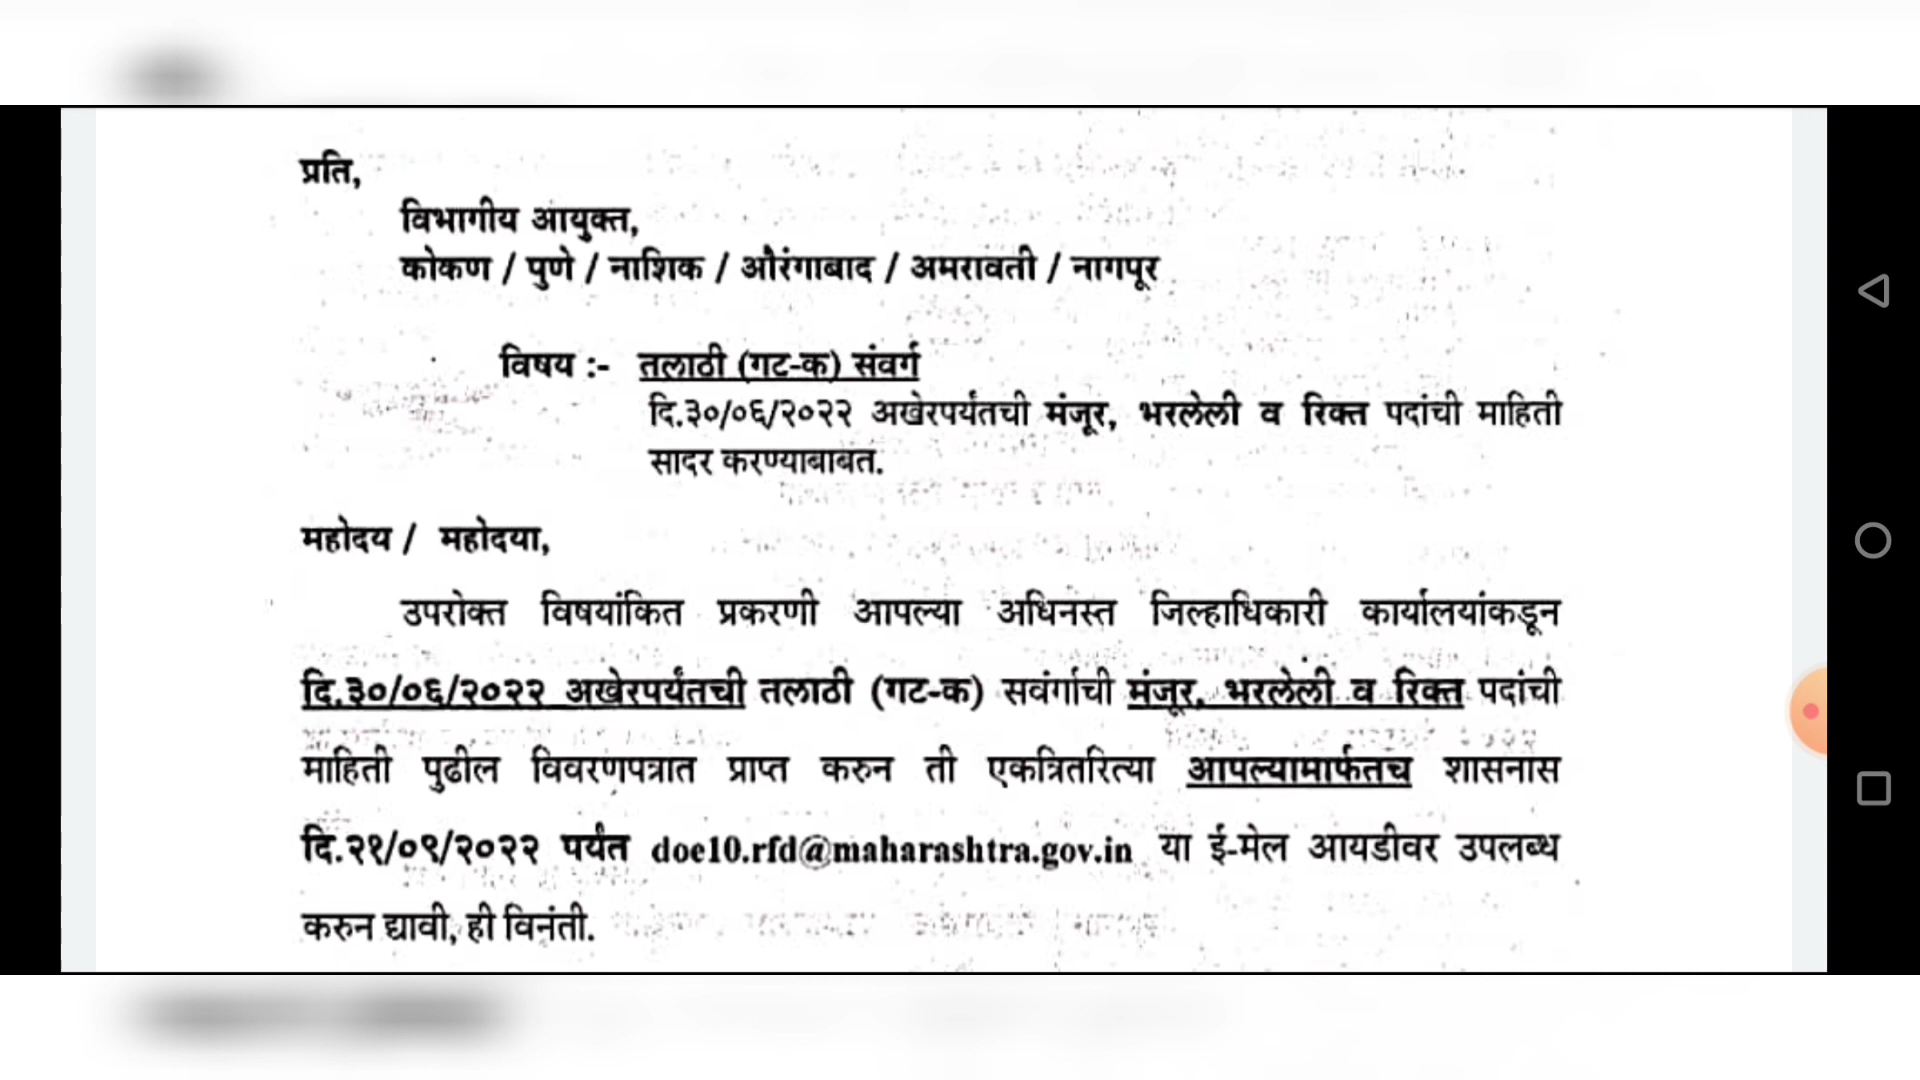 प्रति,
विभागीय आयुक्त,
कोकण / पुणे / नाशिक / औरंगाबाद / अमरावती / नागपूर
विषय :- तलाठी (गट-क) संवर्ग
दि.३०/०६/२०२२ अखेरपर्यंतची मंजूर, भरलेली व रिक्त पदांची माहिती
सादर करण्याबाबत.
महोदय / महोदया,
उपरोक्त विषयांकित प्रकरणी आपल्या अधिनस्त जिल्हाधिकारी कार्यालयांकडून
दि.३०/०६/२०२२ अखेरपर्यंतची तलाठी (गट-क) सवंर्गाची मंजूर, भरलेली व रिक्त पदांची
माहिती पुढील विवरणपत्रात प्राप्त करुन ती एकत्रितरित्या आपल्यामार्फतच शासनास
दि.२१/०९/२०२२ पर्यंत doe10.rfd@maharashtra.gov.in या ई-मेल आयडीवर उपलब्ध
करुन द्यावी, ही विनंती.